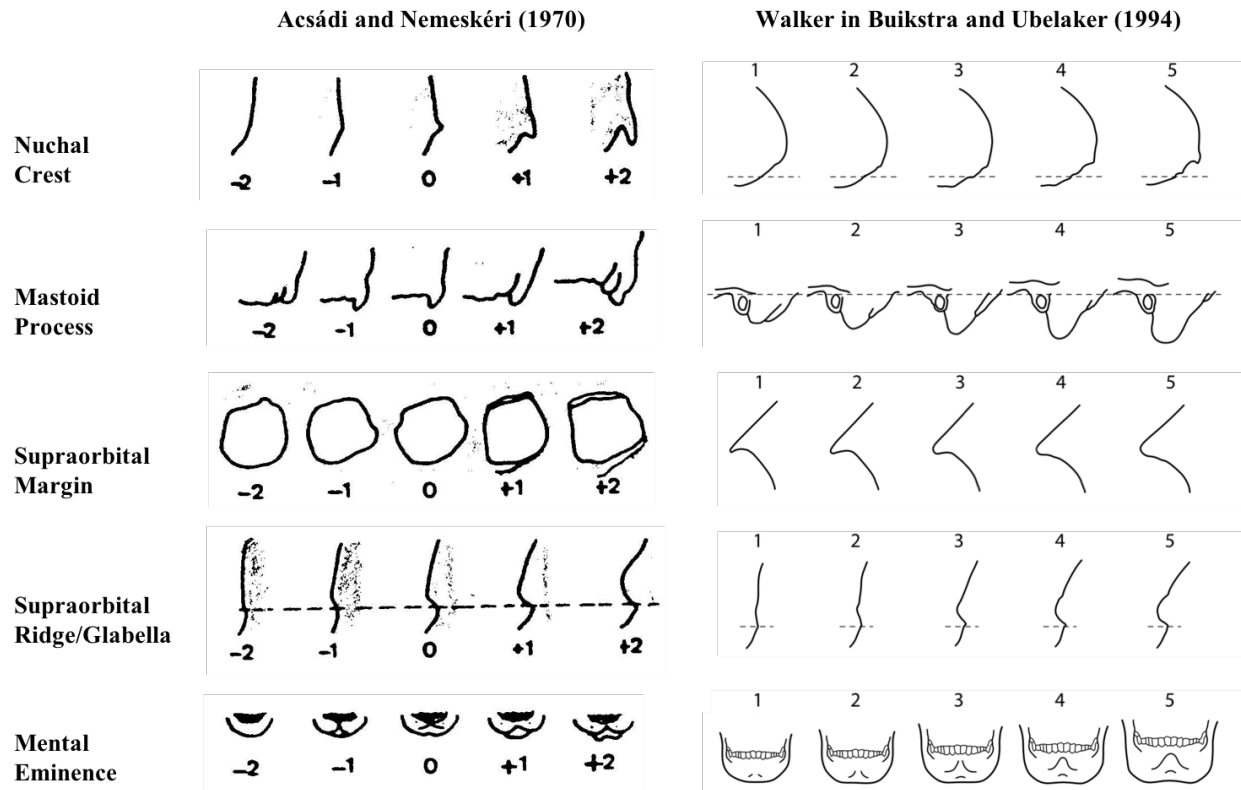 Acsádi and Nemeskéri (1970)
Walker in Buikstra and Ubelaker (1994)
Nuchal
Crest
-2 -1 0 +1 +2
1 2 3 4 5
Mastoid
Process
-2 -1 0 +1 +2
1 2 3 4 5
Supraorbital
Margin
-2 -1 0 +1 +2
1 2 3 4 5
Supraorbital
Ridge/Glabella
-2 -1 0 +1 +2
1 2 3 4 5
Mental
Eminence
-2 -1 0 +1 +2
1 2 3 4 5